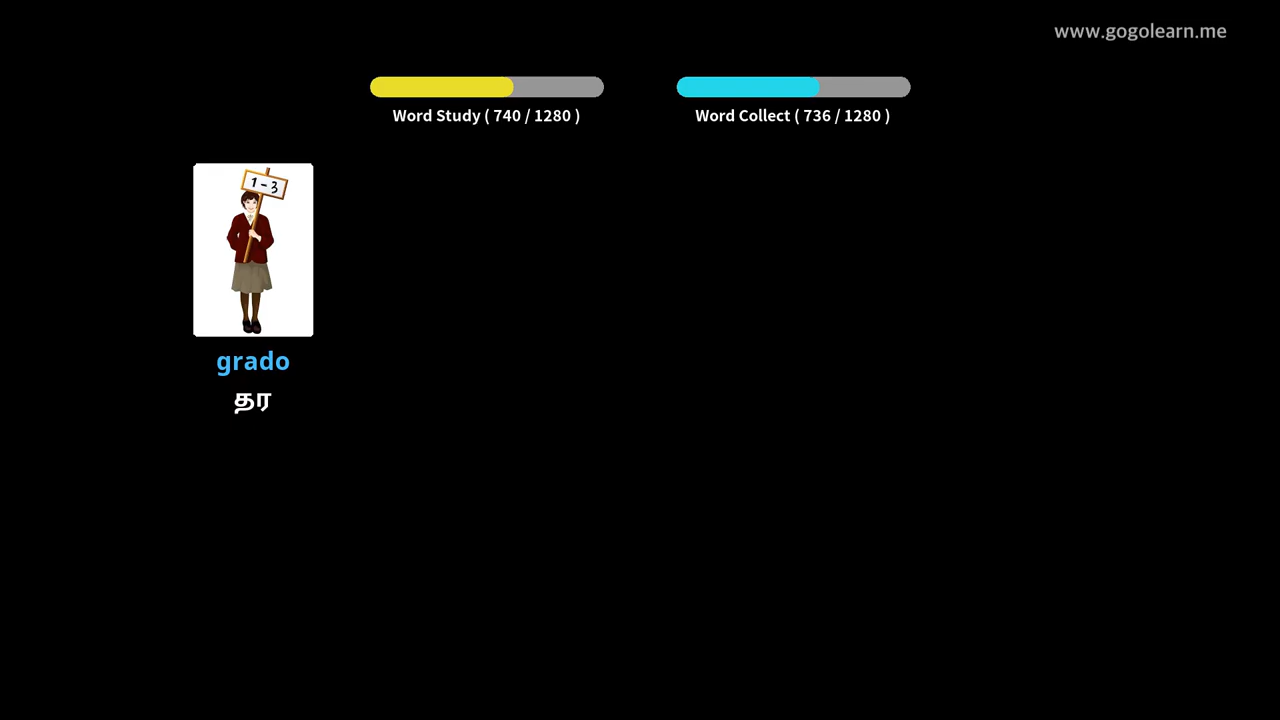 www.gogolearn.me
Word Study ( 740 / 1280 )
Word Collect ( 736 / 1280 )
1 - 3
grado
தர